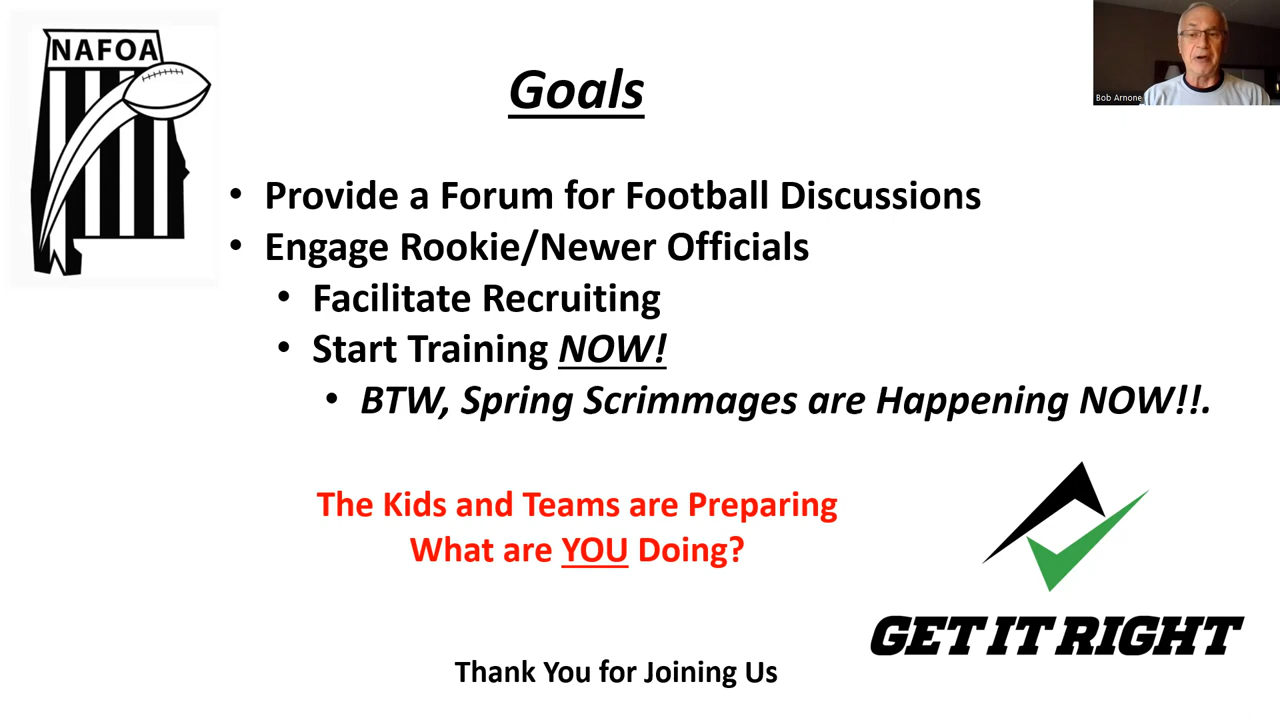 NAFOA
Goals
Bob Arnone
• Provide a Forum for Football Discussions
• Engage Rookie/Newer Officials
• Facilitate Recruiting
• Start Training NOW!
• BTW, Spring Scrimmages are Happening NOW!!.
The Kids and Teams are Preparing
What are YOU Doing?
GET IT RIGHT
Thank You for Joining Us